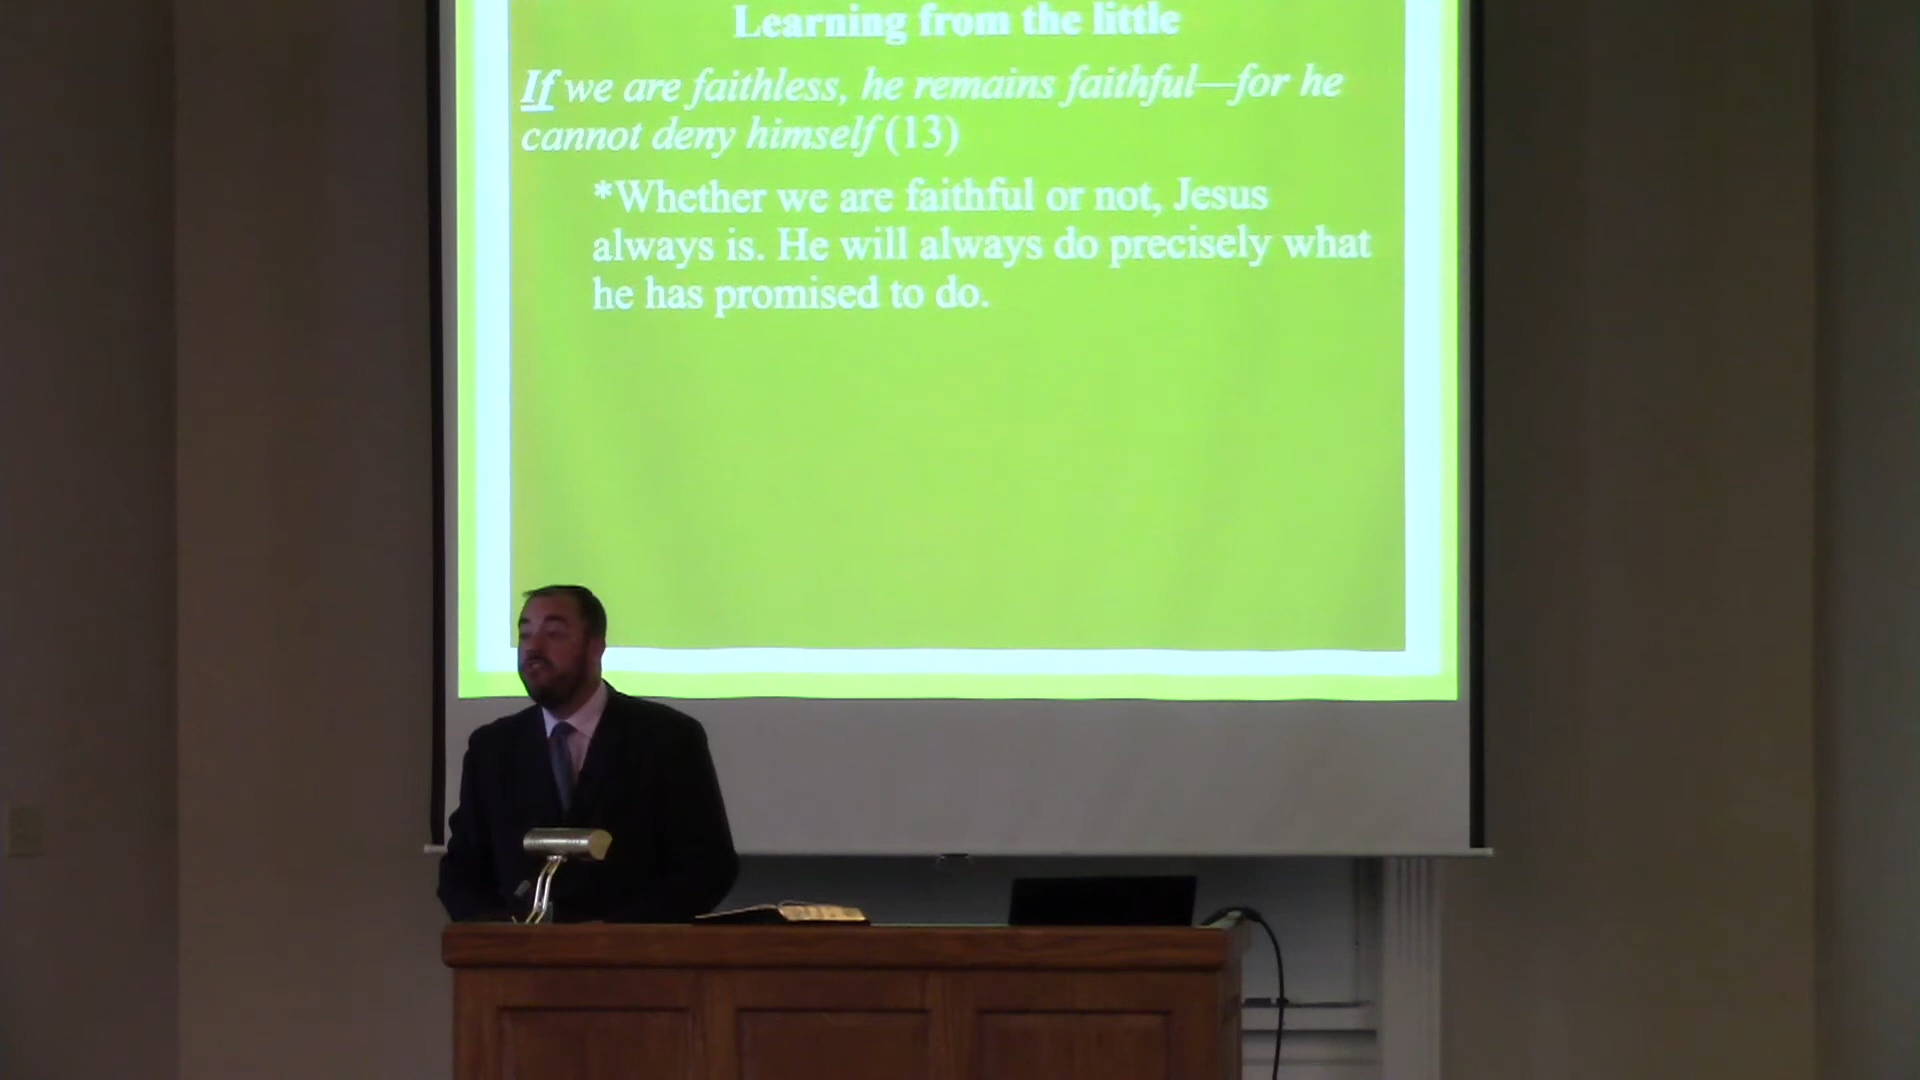 Learning from the little
If we are faithless, he remains faithful—for he
cannot deny himself (13)
*Whether we are faithful or not, Jesus
always is. He will always do precisely what
he has promised to do.